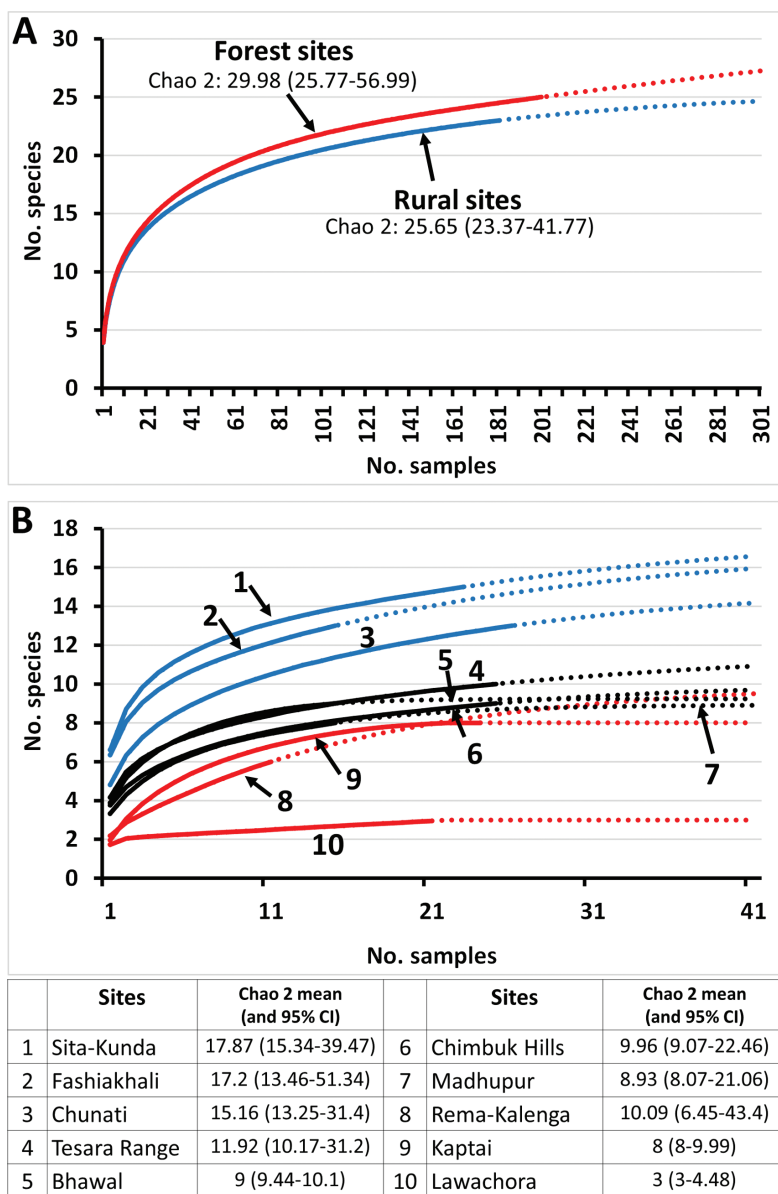 A
30
25
20
15
10
5
0
No. species
Forest sites
Chao 2: 29.98 (25.77-56.99)
Rural sites
Chao 2: 25.65 (23.37-41.77)
1 21 41 61 81 101 121 141 161 181 201 221 241 261 281 301
No. samples
B
18
16
14
12
10
8
6
4
2
0
No. species
1
2
3
5
4
6
7
9
8
10
1 11 21 31 41
No. samples
Sites Chao 2 mean (and 95% CI) Sites Chao 2 mean (and 95% CI)
1 Sita-Kunda 17.87 (15.34-39.47) 6 Chimbuk Hills 9.96 (9.07-22.46)
2 Fashiakhali 17.2 (13.46-51.34) 7 Madhupur 8.93 (8.07-21.06)
3 Chunati 15.16 (13.25-31.4) 8 Rema-Kalenga 10.09 (6.45-43.4)
4 Tesara Range 11.92 (10.17-31.2) 9 Kaptai 8 (8-9.99)
5 Bhawal 9 (9.44-10.1) 10 Lawachora 3 (3-4.48)